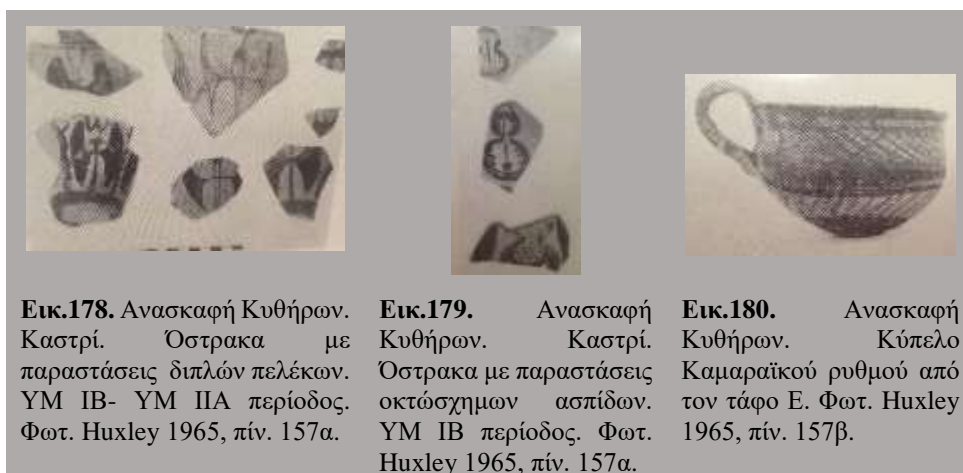 Εικ.178. Ανασκαφή Κυθήρων.
Καστρί. Όστρακα με
παραστάσεις διπλών πελέκων.
ΥΜ ΙΒ- ΥΜ ΙΙΑ περίοδος.
Φωτ. Huxley 1965, πίν. 157α.
Εικ.179. Ανασκαφή
Κυθήρων. Καστρί.
Όστρακα με παραστάσεις
οκτώσχημων ασπίδων.
ΥΜ ΙΒ περίοδος. Φωτ.
Huxley 1965, πίν. 157α.
Εικ.180. Ανασκαφή
Κυθήρων. Κύπελο
Καμαραϊκού ρυθμού από
τον τάφο Ε. Φωτ. Huxley
1965, πίν. 157β.